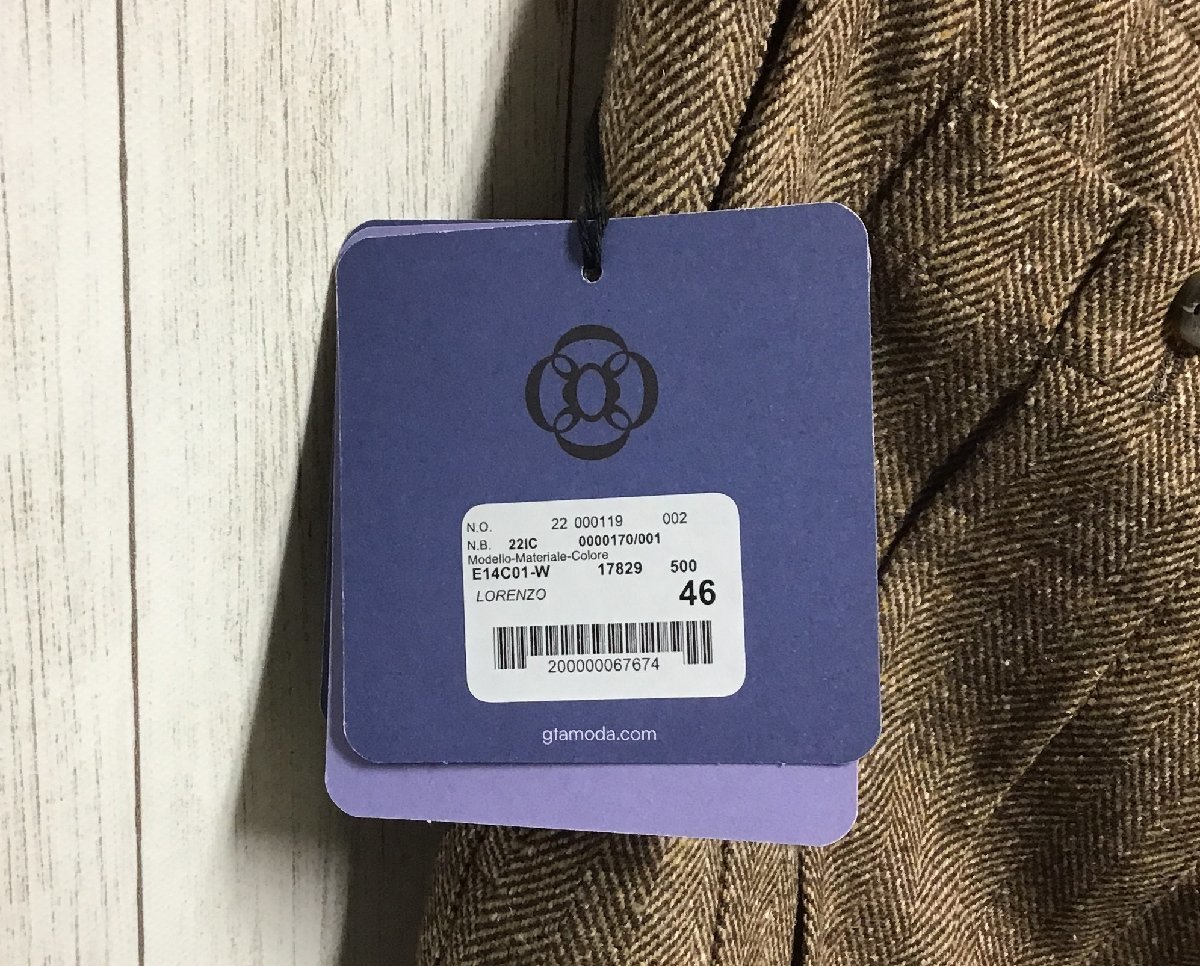 N.O. 22 000119 002
N.B. 22IC 0000170/001
Modello-Materiale-Colore
E14C01-W 17829 500
LORENZO 46
200000067674
gtamoda.com